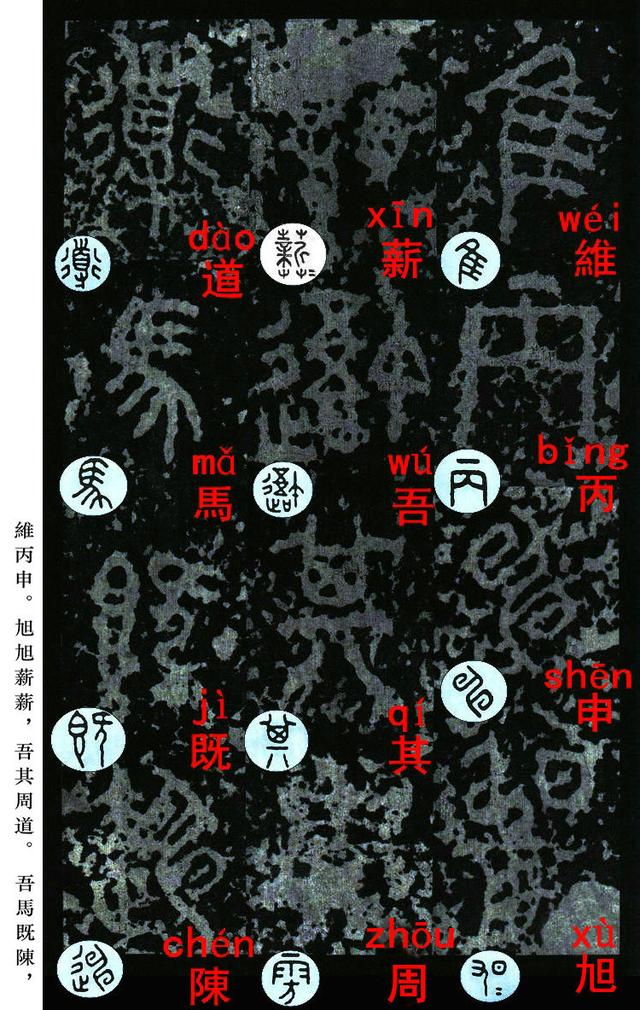 wéi
維
bǐng
丙
shēn
申
xù
旭
xīn
薪
wú
吾
qí
其
zhōu
周
dào
道
mǎ
馬
jì
既
chén
陳
維丙申。旭旭薪薪,吾其周道。 吾馬既陳,